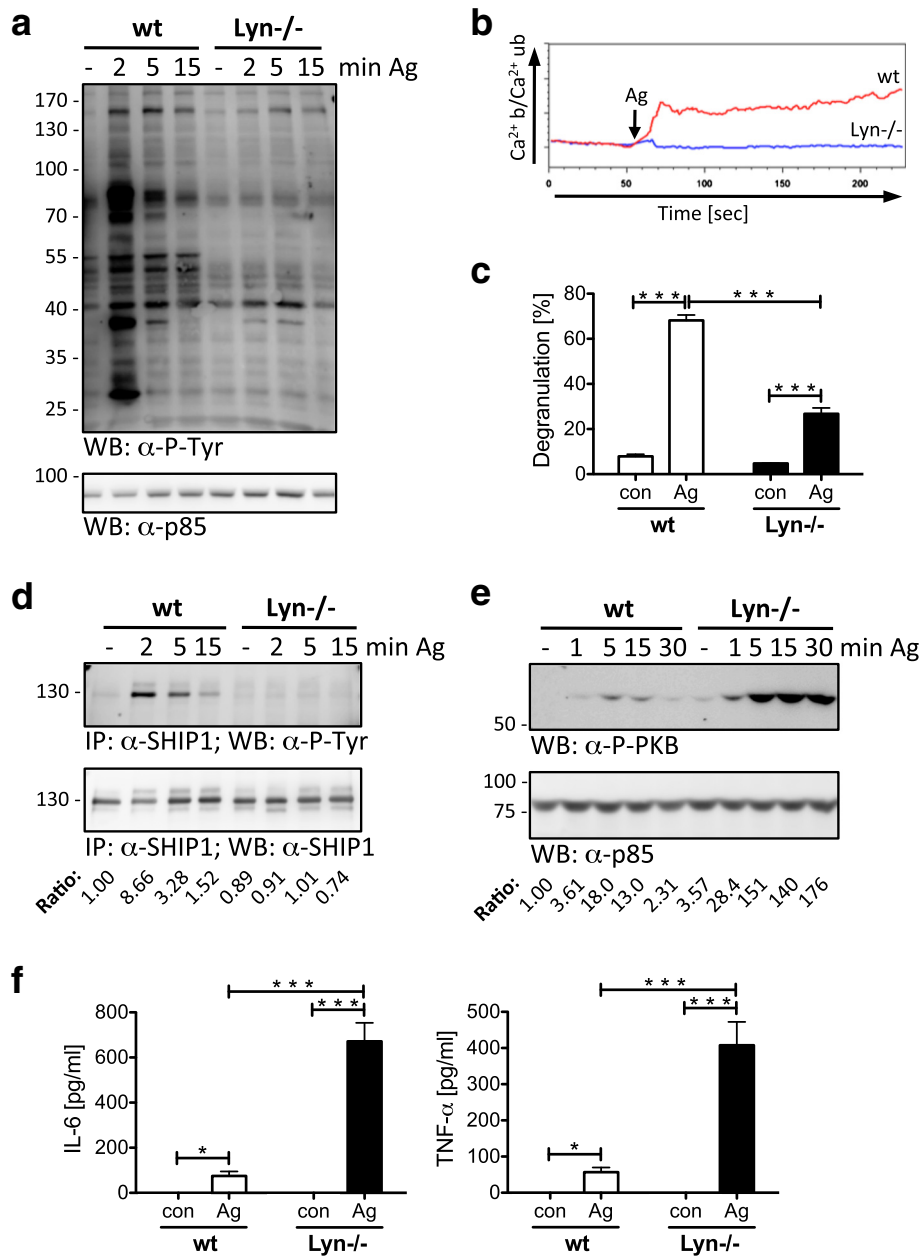 a
wt Lyn-/-
- 2 5 15 - 2 5 15 min Ag
170 -
130 -
100 -
70 -
55 -
40 -
35 -
25 -
WB: α-P-Tyr
100 -
WB: α-p85
b
Ca2+ b/Ca2+ ub
Ag
wt
Lyn-/-
0 50 100 150 200
Time [sec]
c
Degranulation [%]
80
60
40
20
0
* * * * * *
* * *
con Ag con Ag
wt Lyn-/-
d
wt Lyn-/-
- 2 5 15 - 2 5 15 min Ag
130 -
IP: α-SHIP1; WB: α-P-Tyr
130 -
IP: α-SHIP1; WB: α-SHIP1
Ratio: 1.00 8.66 3.28 1.52 0.89 0.91 1.01 0.74
e
wt Lyn-/-
- 1 5 15 30 - 1 5 15 30 min Ag
50 -
WB: α-P-PKB
100 -
75 -
WB: α-p85
Ratio: 1.00 3.61 18.0 13.0 2.31 3.57 28.4 151 140 176
f
IL-6 [pg/ml]
800
600
400
200
0
* * *
* * *
*
con Ag con Ag
wt Lyn-/-
TNF-α [pg/ml]
500
400
300
200
100
0
* * *
* * *
*
con Ag con Ag
wt Lyn-/-